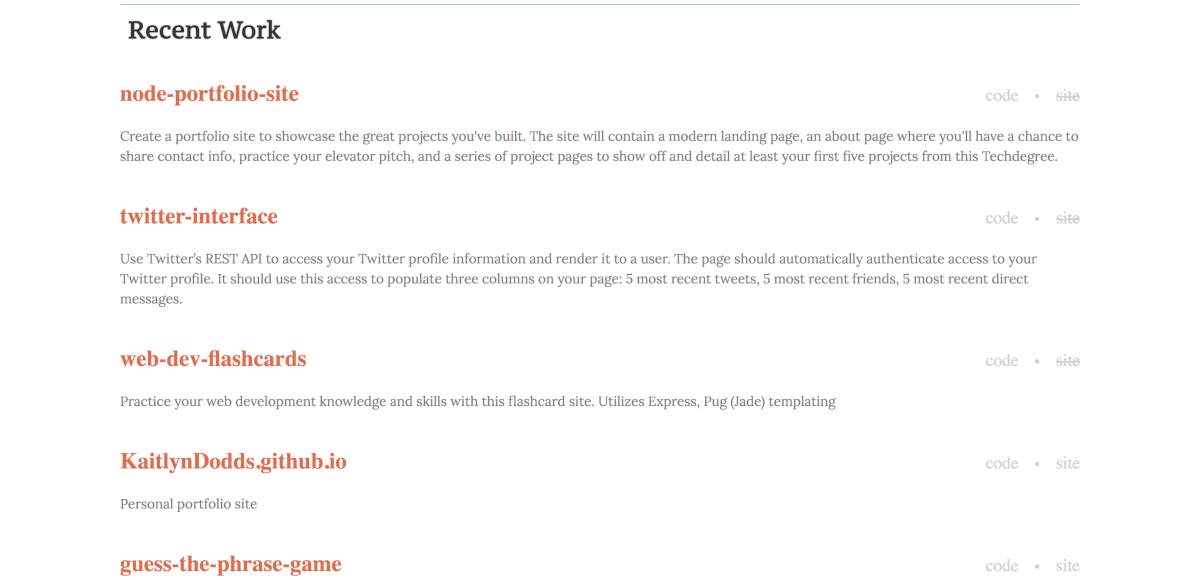 Recent Work
node-portfolio-site code • site
Create a portfolio site to showcase the great projects you've built. The site will contain a modern landing page, an about page where you'll have a chance to
share contact info, practice your elevator pitch, and a series of project pages to show off and detail at least your first five projects from this Techdegree.
twitter-interface code • site
Use Twitter’s REST API to access your Twitter profile information and render it to a user. The page should automatically authenticate access to your
Twitter profile. It should use this access to populate three columns on your page: 5 most recent tweets, 5 most recent friends, 5 most recent direct
messages.
web-dev-flashcards code • site
Practice your web development knowledge and skills with this flashcard site. Utilizes Express, Pug (Jade) templating
KaitlynDodds.github.io code • site
Personal portfolio site
guess-the-phrase-game code • site